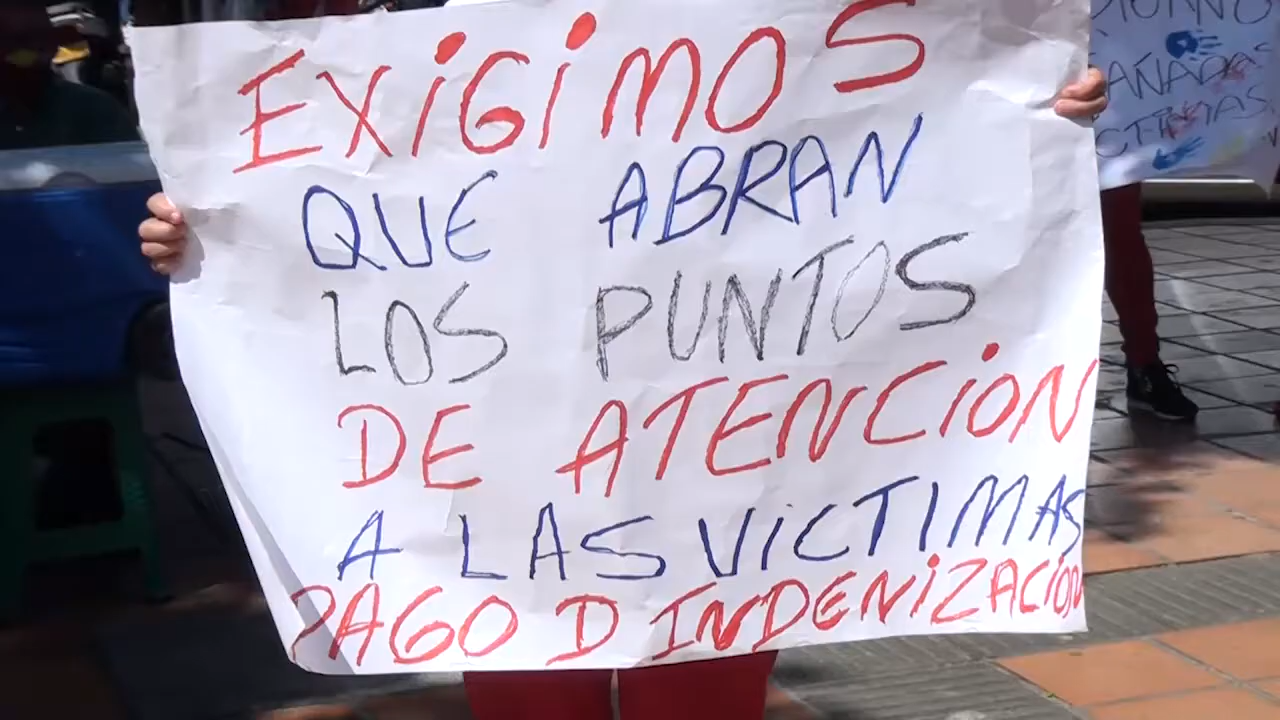 EXiGiMOS
QUE ABRAN
LOS PUNTOS
DE ATENCiON
A LAS ViCTIMAS
PAGO D INDENiZACiON